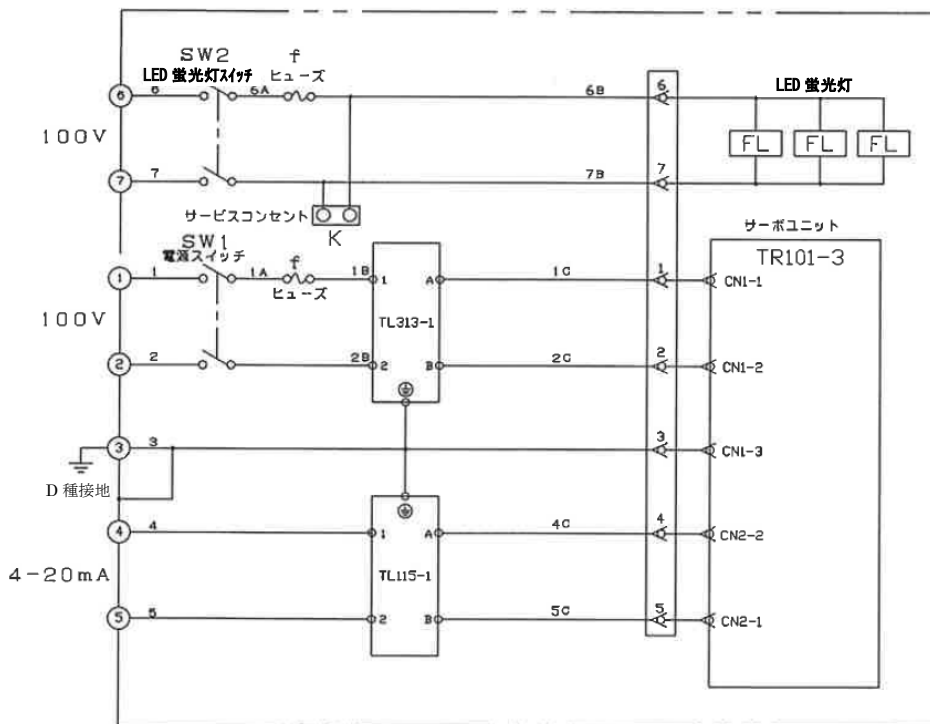 SW2
LED 蛍光灯スイッチ
f
ヒューズ
6
6
6A
6B
6
LED 蛍光灯
100V
FL
FL
FL
7
7
7B
7
サービスコンセント
K
サーボユニット
TR101-3
SW1
電源スイッチ
f
ヒューズ
1
1
1A
1B
1
A
1C
1
CN1-1
100V
TL313-1
2
2
2B
2
B
2C
2
CN1-2
3
3
3
CN1-3
D 種接地
4
4
1
A
4C
4
CN2-2
4-20mA
TL115-1
5
5
2
B
5C
5
CN2-1